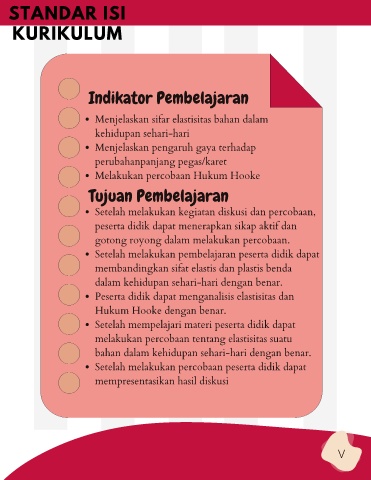 STANDAR ISI
KURIKULUM
Indikator Pembelajaran
• Menjelaskan sifar elastisitas bahan dalam
kehidupan sehari-hari
• Menjelaskan pengaruh gaya terhadap
perubahanpanjang pegas/karet
• Melakukan percobaan Hukum Hooke
Tujuan Pembelajaran
• Setelah melakukan kegiatan diskusi dan percobaan,
peserta didik dapat menerapkan sikap aktif dan
gotong royong dalam melakukan percobaan.
• Setelah melakukan pembelajaran peserta didik dapat
membandingkan sifat elastis dan plastis benda
dalam kehidupan sehari-hari dengan benar.
• Peserta didik dapat menganalisis elastisitas dan
Hukum Hooke dengan benar.
• Setelah mempelajari materi peserta didik dapat
melakukan percobaan tentang elastisitas suatu
bahan dalam kehidupan sehari-hari dengan benar.
• Setelah melakukan percobaan peserta didik dapat
mempresentasikan hasil diskusi
V